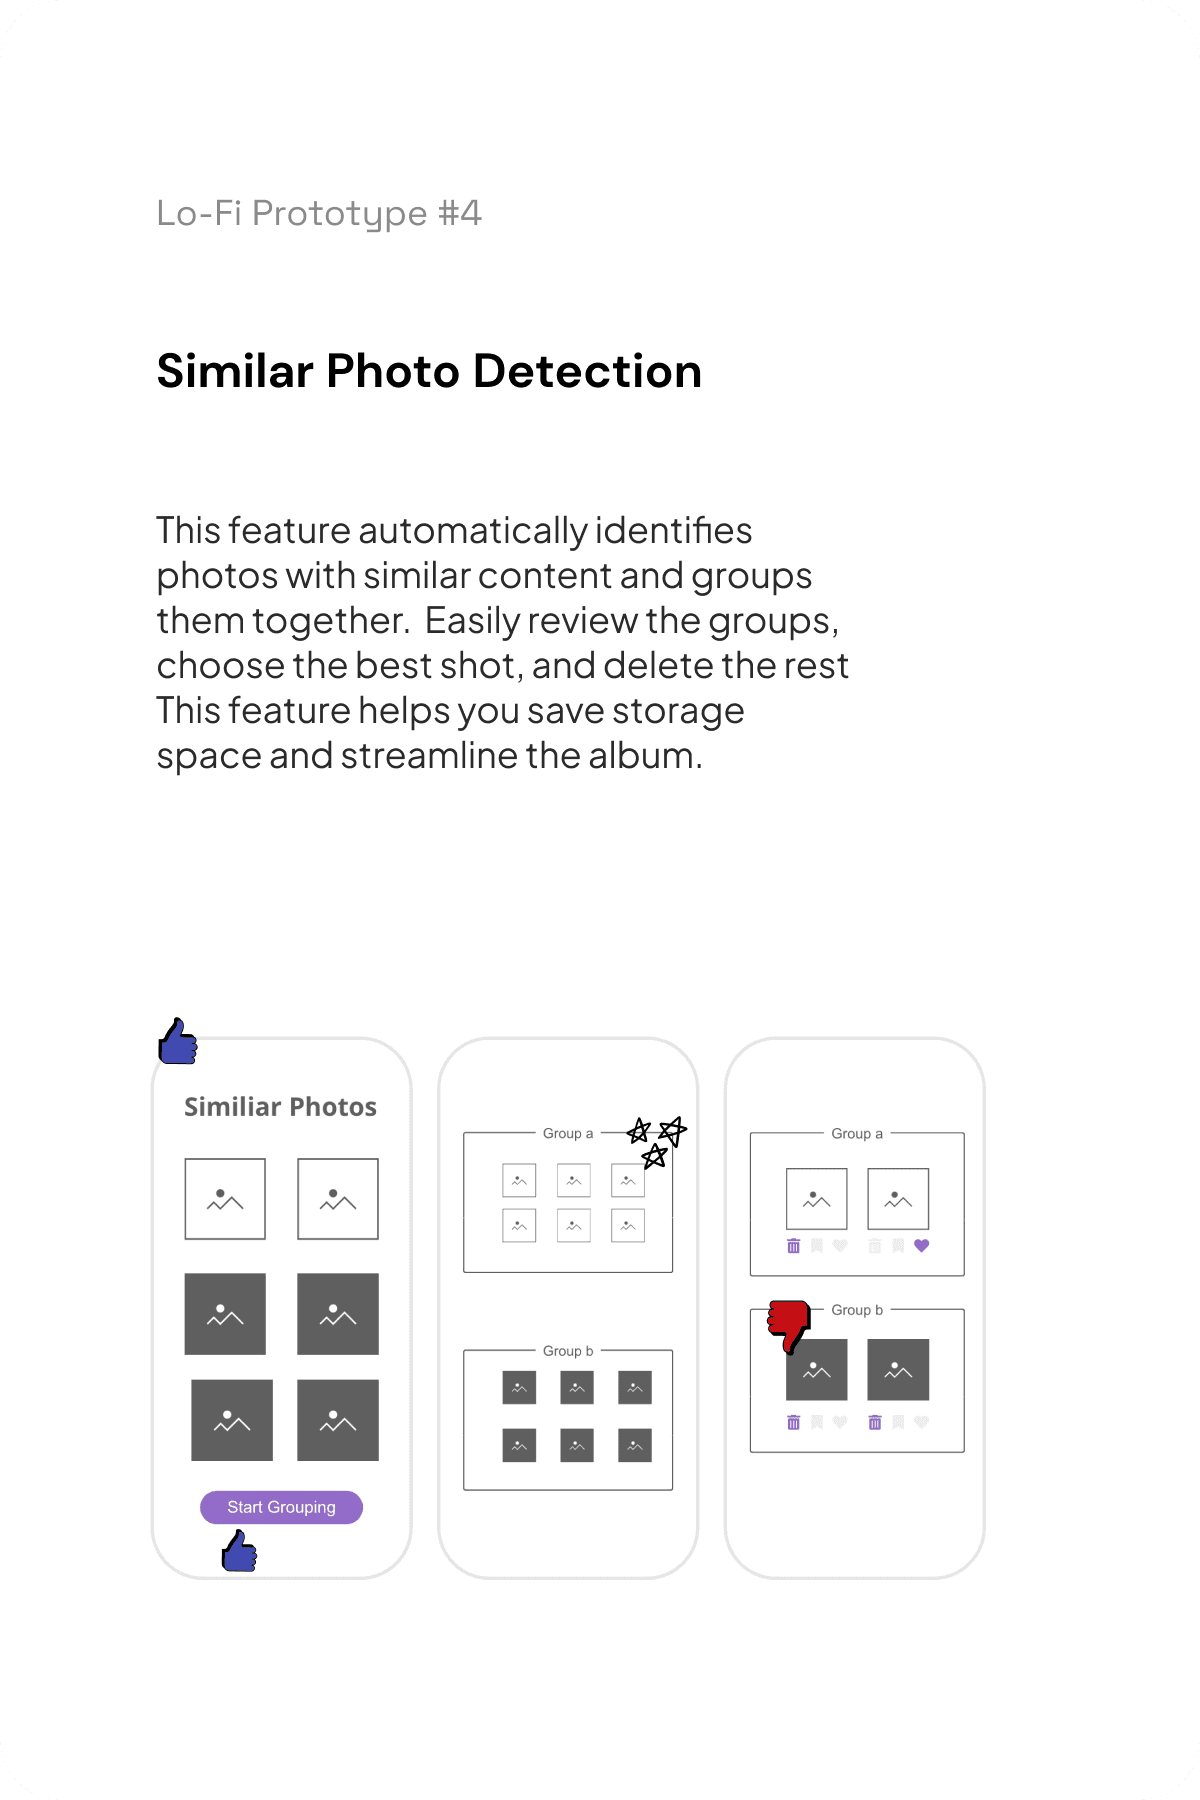 Lo-Fi Prototype #4
Similar Photo Detection
This feature automatically identifies
photos with similar content and groups
them together.  Easily review the groups,
choose the best shot, and delete the rest
This feature helps you save storage
space and streamline the album.
Similiar Photos
Start Grouping
Group a
Group b
Group a
Group b